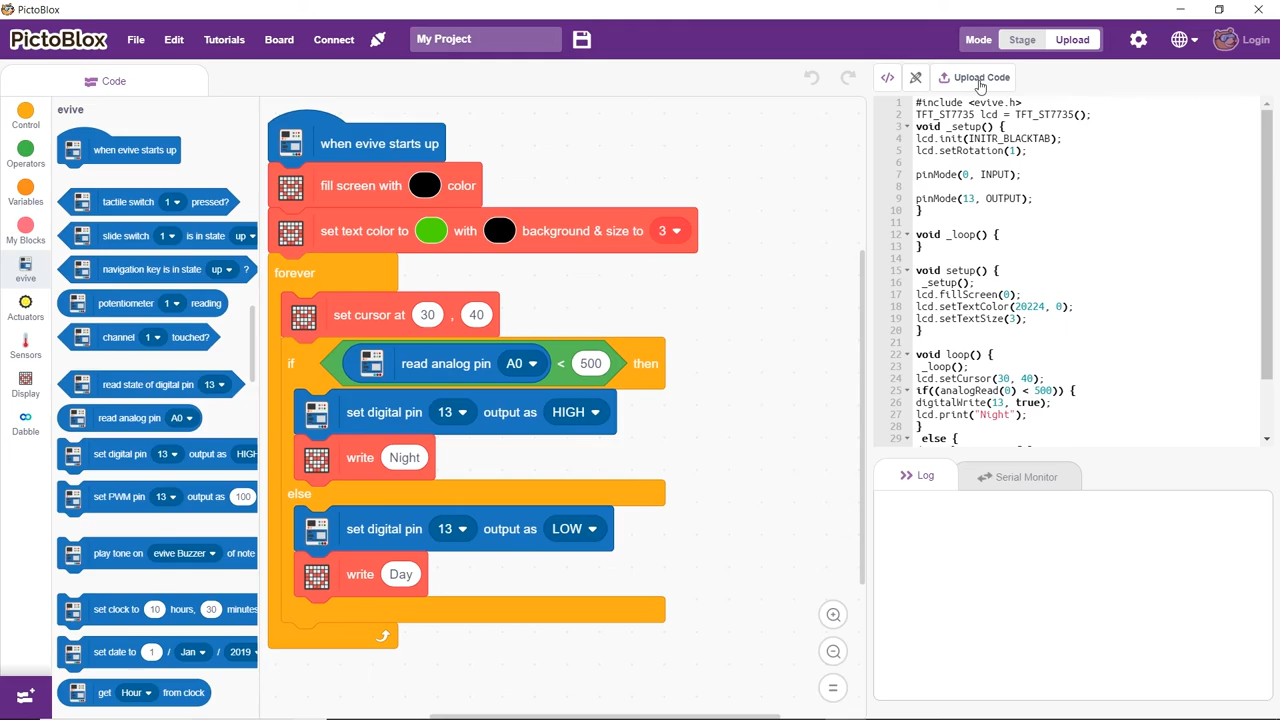 PictoBlox
PictoBlox
File
Edit
Tutorials
Board
Connect
My Project
Mode
Stage
Upload
Login
Code
Upload Code
Control
Operators
Variables
My Blocks
evive
Actuators
Sensors
Display
Dabble
evive
when evive starts up
tactile switch 1 pressed?
slide switch 1 is in state up
navigation key is in state up ?
potentiometer 1 reading
channel 1 touched?
read state of digital pin 13
read analog pin A0
set digital pin 13 output as HIGH
set PWM pin 13 output as 100
play tone on evive Buzzer of note
set clock to 10 hours, 30 minutes
set date to 1 / Jan / 2019
get Hour from clock
when evive starts up
fill screen with color
set text color to with background & size to 3
forever
set cursor at 30 , 40
if read analog pin A0 < 500 then
set digital pin 13 output as HIGH
write Night
else
set digital pin 13 output as LOW
write Day
1 #include <evive.h>
2 TFT_ST7735 lcd = TFT_ST7735();
3 void _setup() {
4 lcd.init(INITR_BLACKTAB);
5 lcd.setRotation(1);
6
7 pinMode(0, INPUT);
8
9 pinMode(13, OUTPUT);
10 }
11
12 void _loop() {
13 }
14
15 void setup() {
16 _setup();
17 lcd.fillScreen(0);
18 lcd.setTextColor(20224, 0);
19 lcd.setTextSize(3);
20 }
21
22 void loop() {
23 _loop();
24 lcd.setCursor(30, 40);
25 if((analogRead(0) < 500)) {
26 digitalWrite(13, true);
27 lcd.print("Night");
28 }
29 else {
Log
Serial Monitor